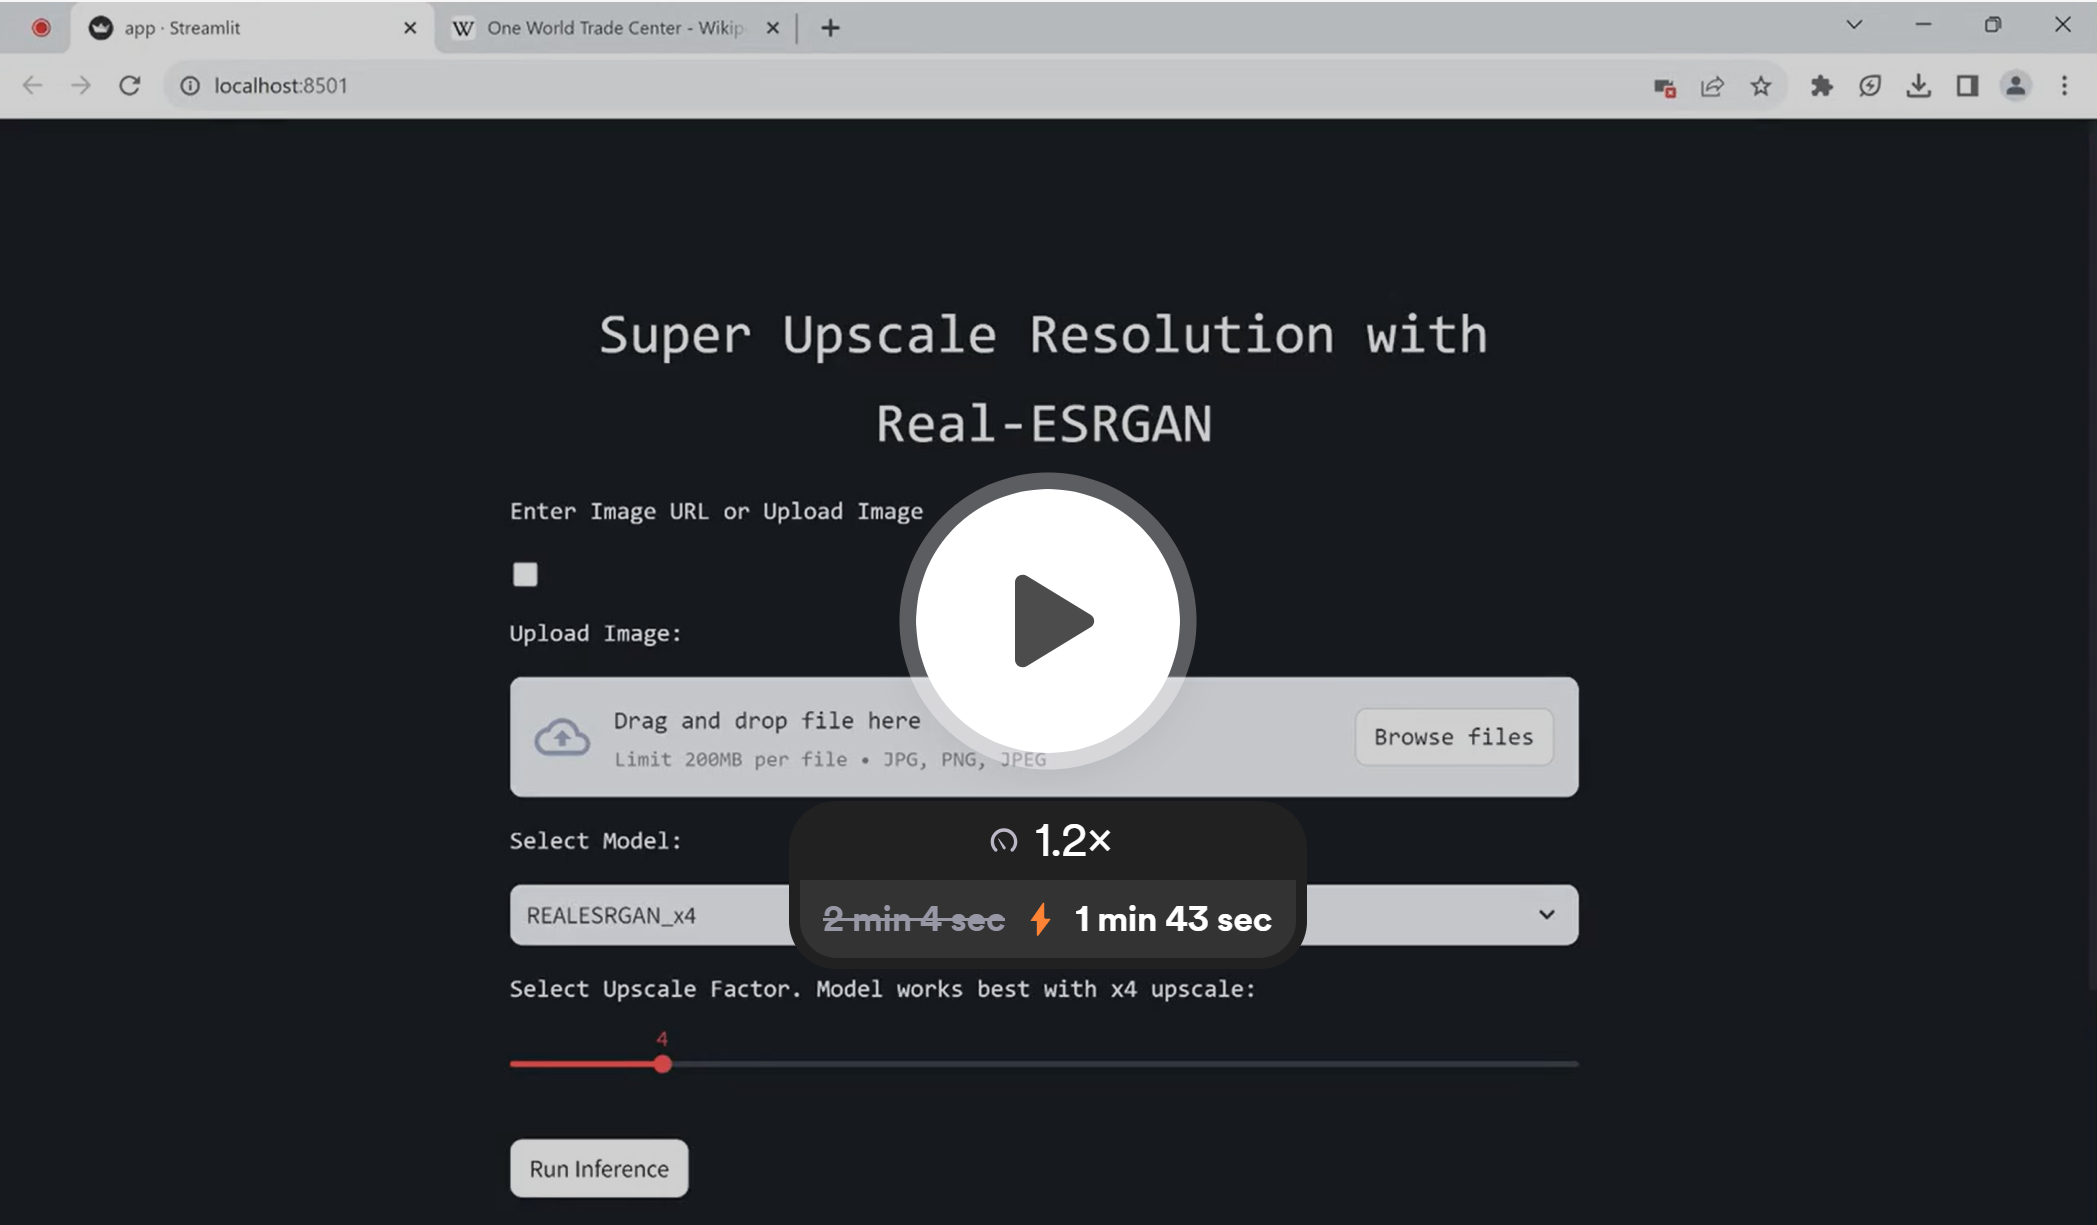 app · Streamlit
W One World Trade Center - Wikip
localhost:8501
Super Upscale Resolution with
Real-ESRGAN
Enter Image URL or Upload Image
Upload Image:
Drag and drop file here
Limit 200MB per file • JPG, PNG, JPEG
Browse files
1.2×
Select Model:
2 min 4 sec 1 min 43 sec
REALESRGAN_x4
Select Upscale Factor. Model works best with x4 upscale:
4
Run Inference